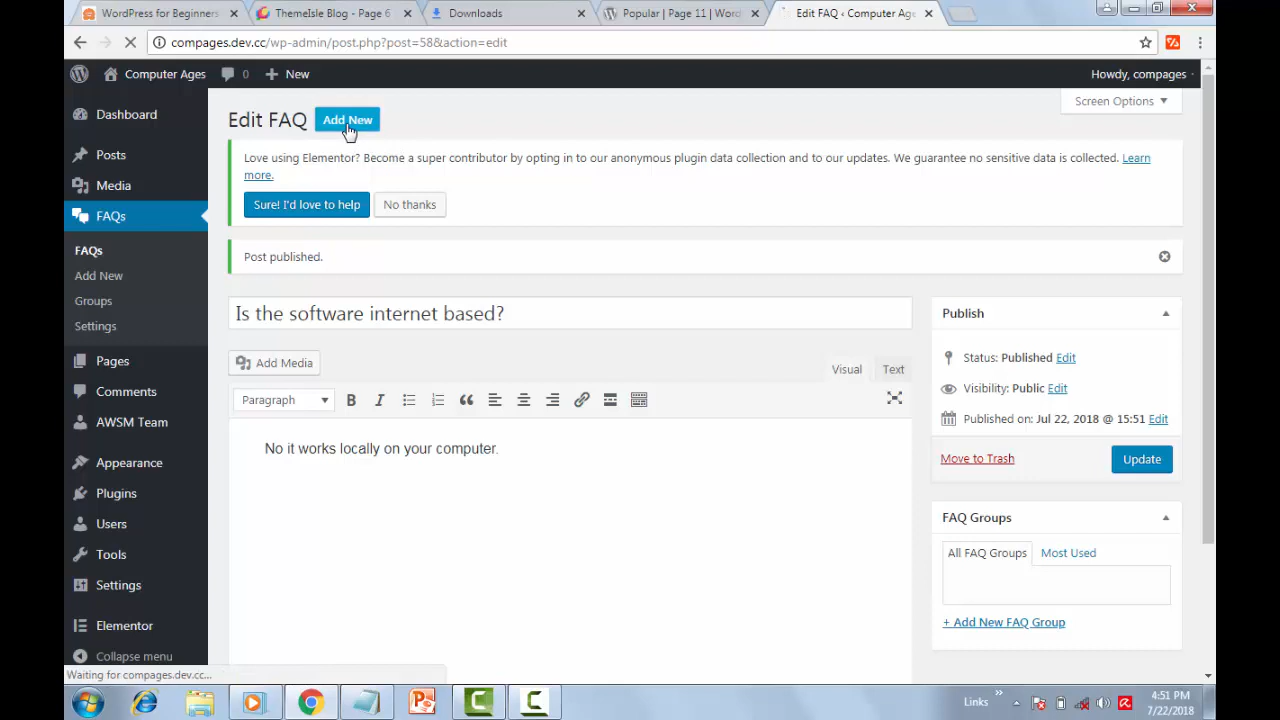 WordPress for Beginners
ThemeIsle Blog - Page 6
Downloads
Popular | Page 11 | Word
Edit FAQ ‹ Computer Age
compages.dev.cc/wp-admin/post.php?post=58&action=edit
Computer Ages
0
New
Howdy, compages
Dashboard
Posts
Media
FAQs
FAQs
Add New
Groups
Settings
Pages
Comments
AWSM Team
Appearance
Plugins
Users
Tools
Settings
Elementor
Collapse menu
Screen Options
Edit FAQ
Add New
Love using Elementor? Become a super contributor by opting in to our anonymous plugin data collection and to our updates. We guarantee no sensitive data is collected. Learn
more.
Sure! I'd love to help
No thanks
Post published.
Is the software internet based?
Add Media
Visual
Text
Paragraph
B
I
No it works locally on your computer.
Publish
Status: Published Edit
Visibility: Public Edit
Published on: Jul 22, 2018 @ 15:51 Edit
Move to Trash
Update
FAQ Groups
All FAQ Groups
Most Used
+ Add New FAQ Group
Waiting for compages.dev.cc...
Links
4:51 PM
7/22/2018